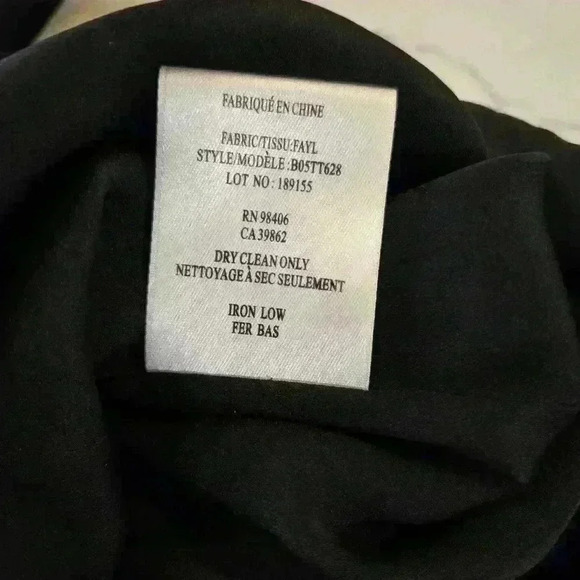 FABRIQUÉ EN CHINE
FABRIC/TISSU:FAYL
STYLE/MODÈLE :B05TT628
LOT NO : 189155
RN 98406
CA 39862
DRY CLEAN ONLY
NETTOYAGE À SEC SEULEMENT
IRON LOW
FER BAS